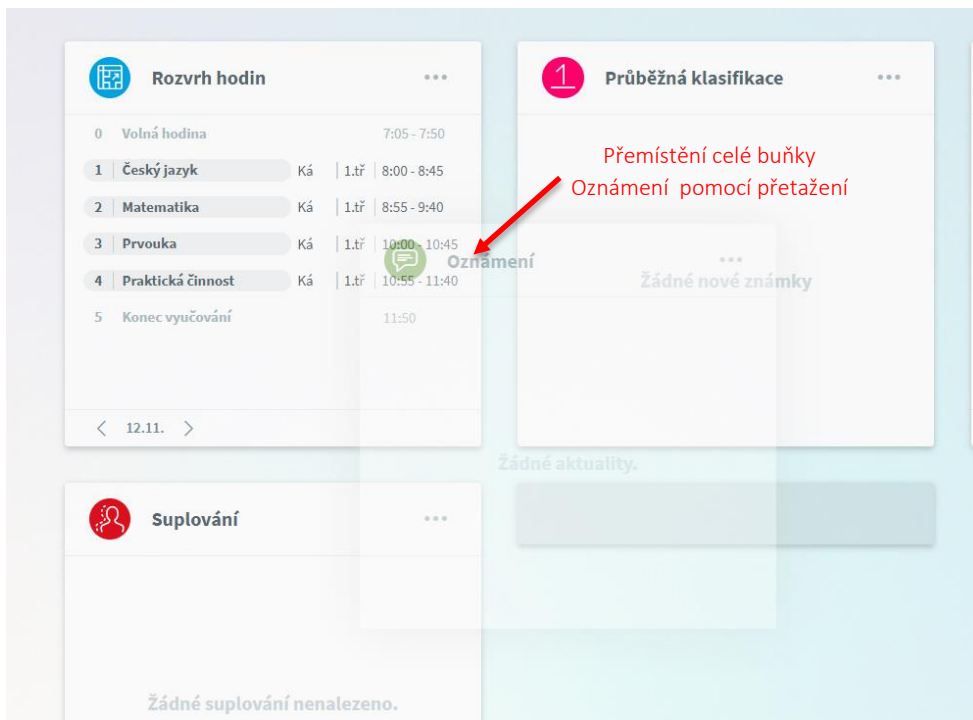 Rozvrh hodin
0 Volná hodina 7:05 - 7:50
1 Český jazyk Ká 1.tř 8:00 - 8:45
2 Matematika Ká 1.tř 8:55 - 9:40
3 Prvouka Ká 1.tř 10:00 - 10:45
4 Praktická činnost Ká 1.tř 10:55 - 11:40
5 Konec vyučování 11:50
12.11.
1 Průběžná klasifikace
Přemístění celé buňky
Oznámení pomocí přetažení
Oznámení
Žádné nové známky
Žádné aktuality.
Suplování
Žádné suplování nenalezeno.